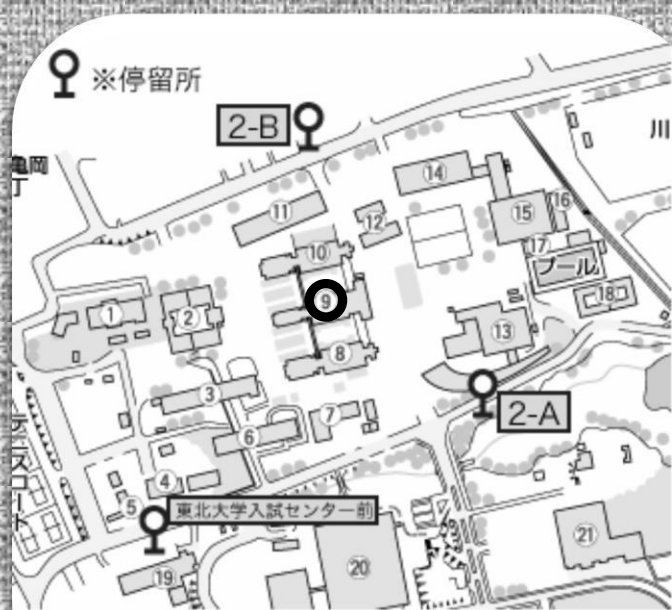 ※停留所
2-B
川
亀岡
丁
⑭
⑪
⑫
⑮
⑯
⑩
⑰
プール
⑨
⑱
①
②
⑬
⑧
③
2-A
⑦
⑥
テニスコート
④
⑤
東北大学入試センター前
㉑
⑲
⑳